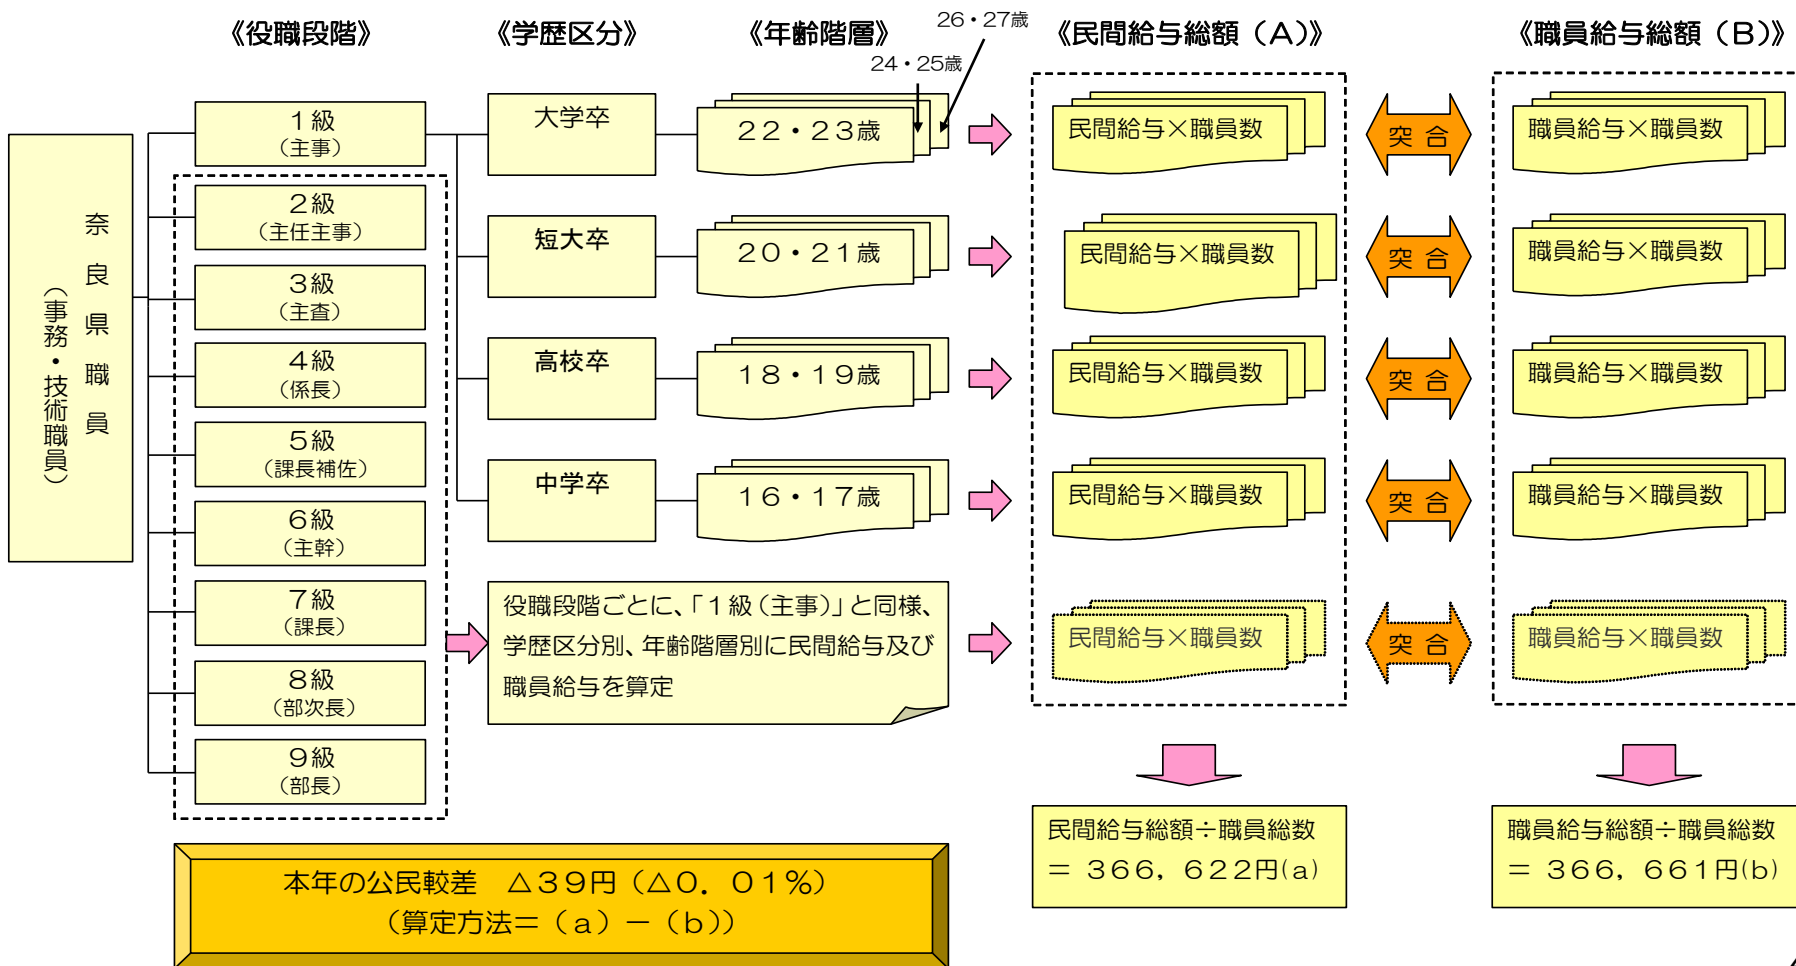 《役職段階》
《学歴区分》
《年齢階層》
26・27歳
24・25歳
《民間給与総額（A）》
《職員給与総額（B）》
奈良県職員
（事務・技術職員）
1級
（主事）
2級
（主任主事）
3級
（主査）
4級
（係長）
5級
（課長補佐）
6級
（主幹）
7級
（課長）
8級
（部次長）
9級
（部長）
大学卒
22・23歳
民間給与×職員数
突合
職員給与×職員数
短大卒
20・21歳
民間給与×職員数
突合
職員給与×職員数
高校卒
18・19歳
民間給与×職員数
突合
職員給与×職員数
中学卒
16・17歳
民間給与×職員数
突合
職員給与×職員数
役職段階ごとに、「1級（主事）」と同様、
学歴区分別、年齢階層別に民間給与及び
職員給与を算定
民間給与×職員数
突合
職員給与×職員数
民間給与総額÷職員総数
＝ 366，622円(a)
職員給与総額÷職員総数
＝ 366，661円(b)
本年の公民較差　△39円（△0．01％）
（算定方法＝（a）－（b））